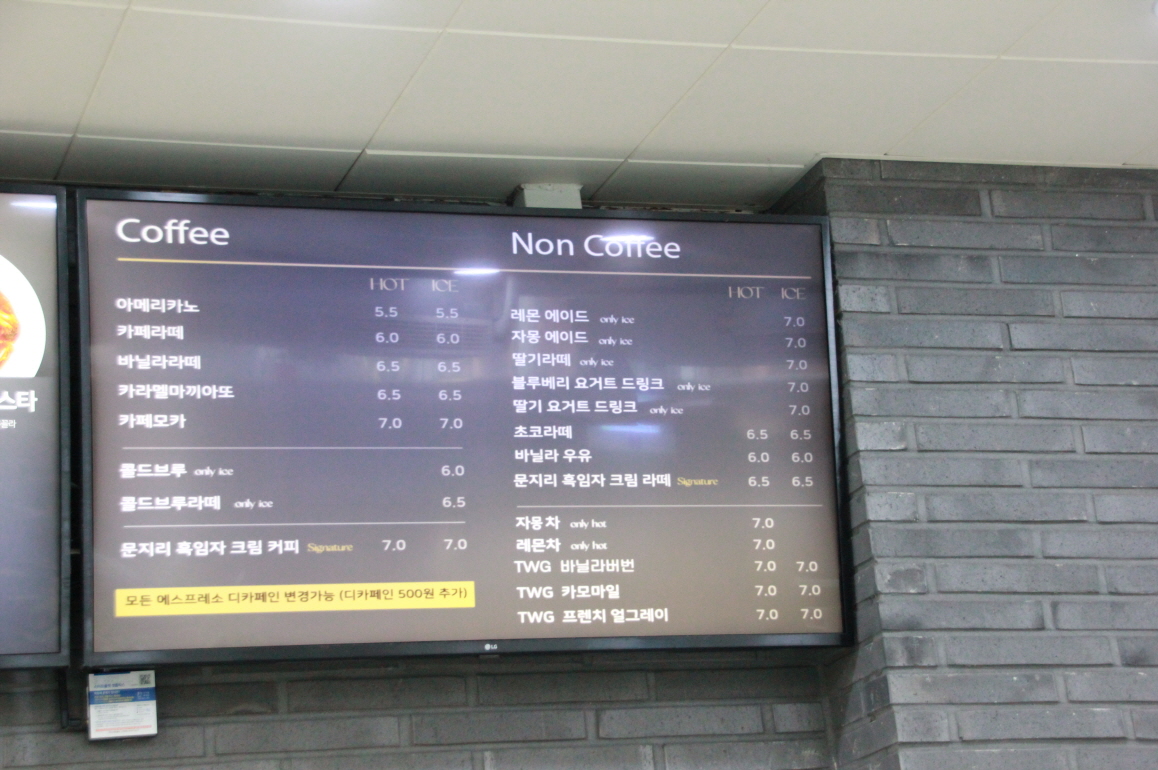 Coffee
HOT ICE
아메리카노 5.5 5.5
카페라떼 6.0 6.0
바닐라라떼 6.5 6.5
카라멜마끼아또 6.5 6.5
카페모카 7.0 7.0
콜드브루 only ice 6.0
콜드브루라떼 only ice 6.5
문지리 흑임자 크림 커피 Signature 7.0 7.0
모든 에스프레소 디카페인 변경가능 (디카페인 500원 추가)
Non Coffee
HOT ICE
레몬 에이드 only ice 7.0
자몽 에이드 only ice 7.0
딸기라떼 only ice 7.0
블루베리 요거트 드링크 only ice 7.0
딸기 요거트 드링크 only ice 7.0
초코라떼 6.5 6.5
바닐라 우유 6.0 6.0
문지리 흑임자 크림 라떼 Signature 6.5 6.5
자몽차 only hot 7.0
레몬차 only hot 7.0
TWG 바닐라버번 7.0 7.0
TWG 카모마일 7.0 7.0
TWG 프렌치 얼그레이 7.0 7.0
LG
스타